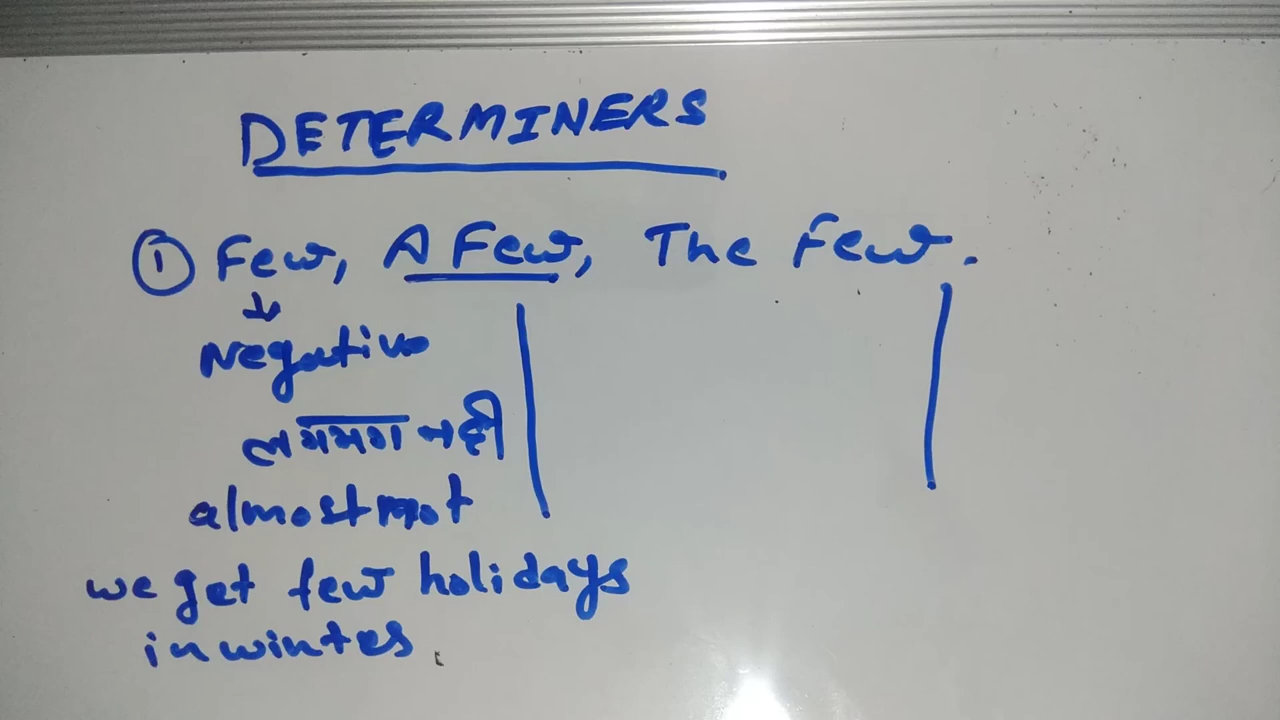 DETERMINERS
① Few, A Few, The Few.
↓
Negative
लगभग नही
almost not
we get few holidays
in winter